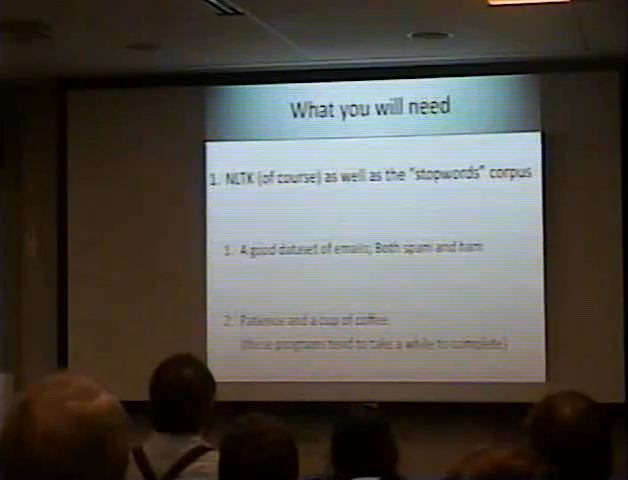 What you will need
1. NLTK (of course) as well as the "stopwords" corpus
1. A good dataset of emails; Both spam and ham
2. Patience and a cup of coffee
(these programs tend to take a while to complete)